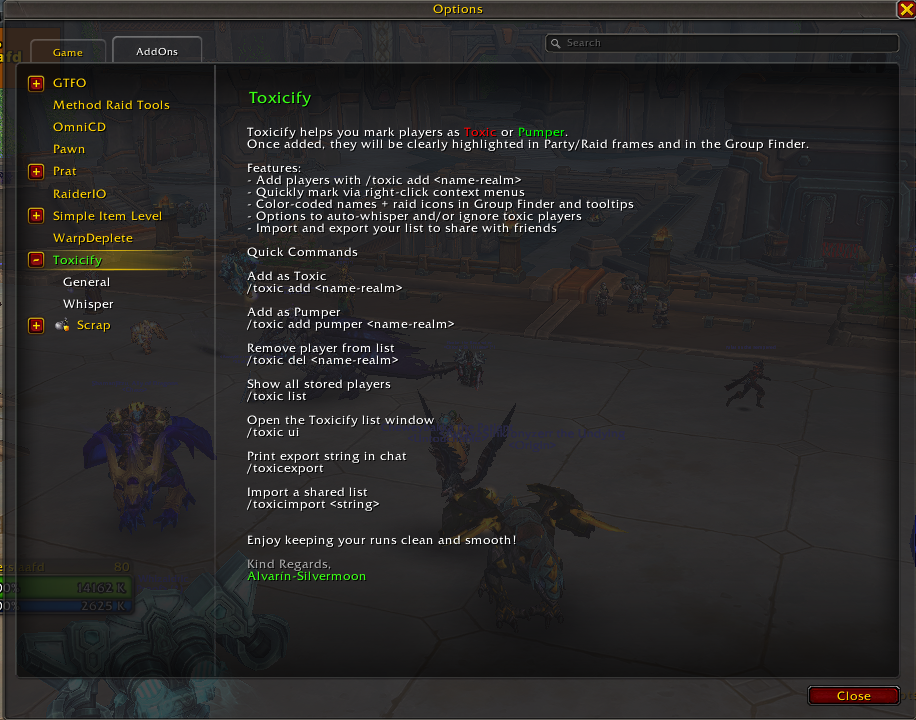 Options
Game
AddOns
Search
GTFO
Method Raid Tools
OmniCD
Pawn
Prat
RaiderIO
Simple Item Level
WarpDeplete
Toxicify
General
Whisper
Scrap
Toxicify
Toxicify helps you mark players as Toxic or Pumper.
Once added, they will be clearly highlighted in Party/Raid frames and in the Group Finder.
Features:
- Add players with /toxic add <name-realm>
- Quickly mark via right-click context menus
- Color-coded names + raid icons in Group Finder and tooltips
- Options to auto-whisper and/or ignore toxic players
- Import and export your list to share with friends
Quick Commands
Add as Toxic
/toxic add <name-realm>
Add as Pumper
/toxic add pumper <name-realm>
Remove player from list
/toxic del <name-realm>
Show all stored players
/toxic list
Open the Toxicify list window
/toxic ui
Print export string in chat
/toxicexport
Import a shared list
/toxicimport <string>
Enjoy keeping your runs clean and smooth!
Kind Regards,
Alvarín-Silvermoon
80
14162 K
2625 K
Close